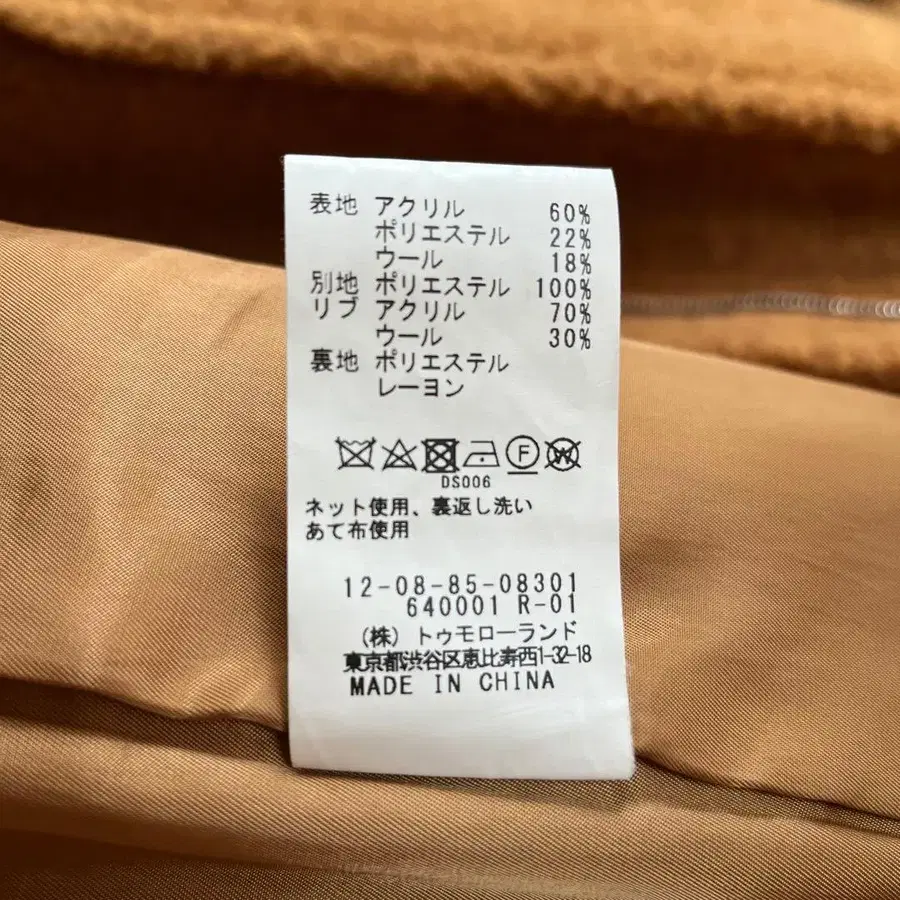 表地 アクリル 60%
ポリエステル 22%
ウール 18%
別地 ポリエステル 100%
リブ アクリル 70%
ウール 30%
裏地 ポリエステル
レーヨン
F W
DS006
ネット使用、裏返し洗い
あて布使用
12-08-85-08301
640001 R-01
(株) トゥモローランド
東京都渋谷区恵比寿西1-32-18
MADE IN CHINA